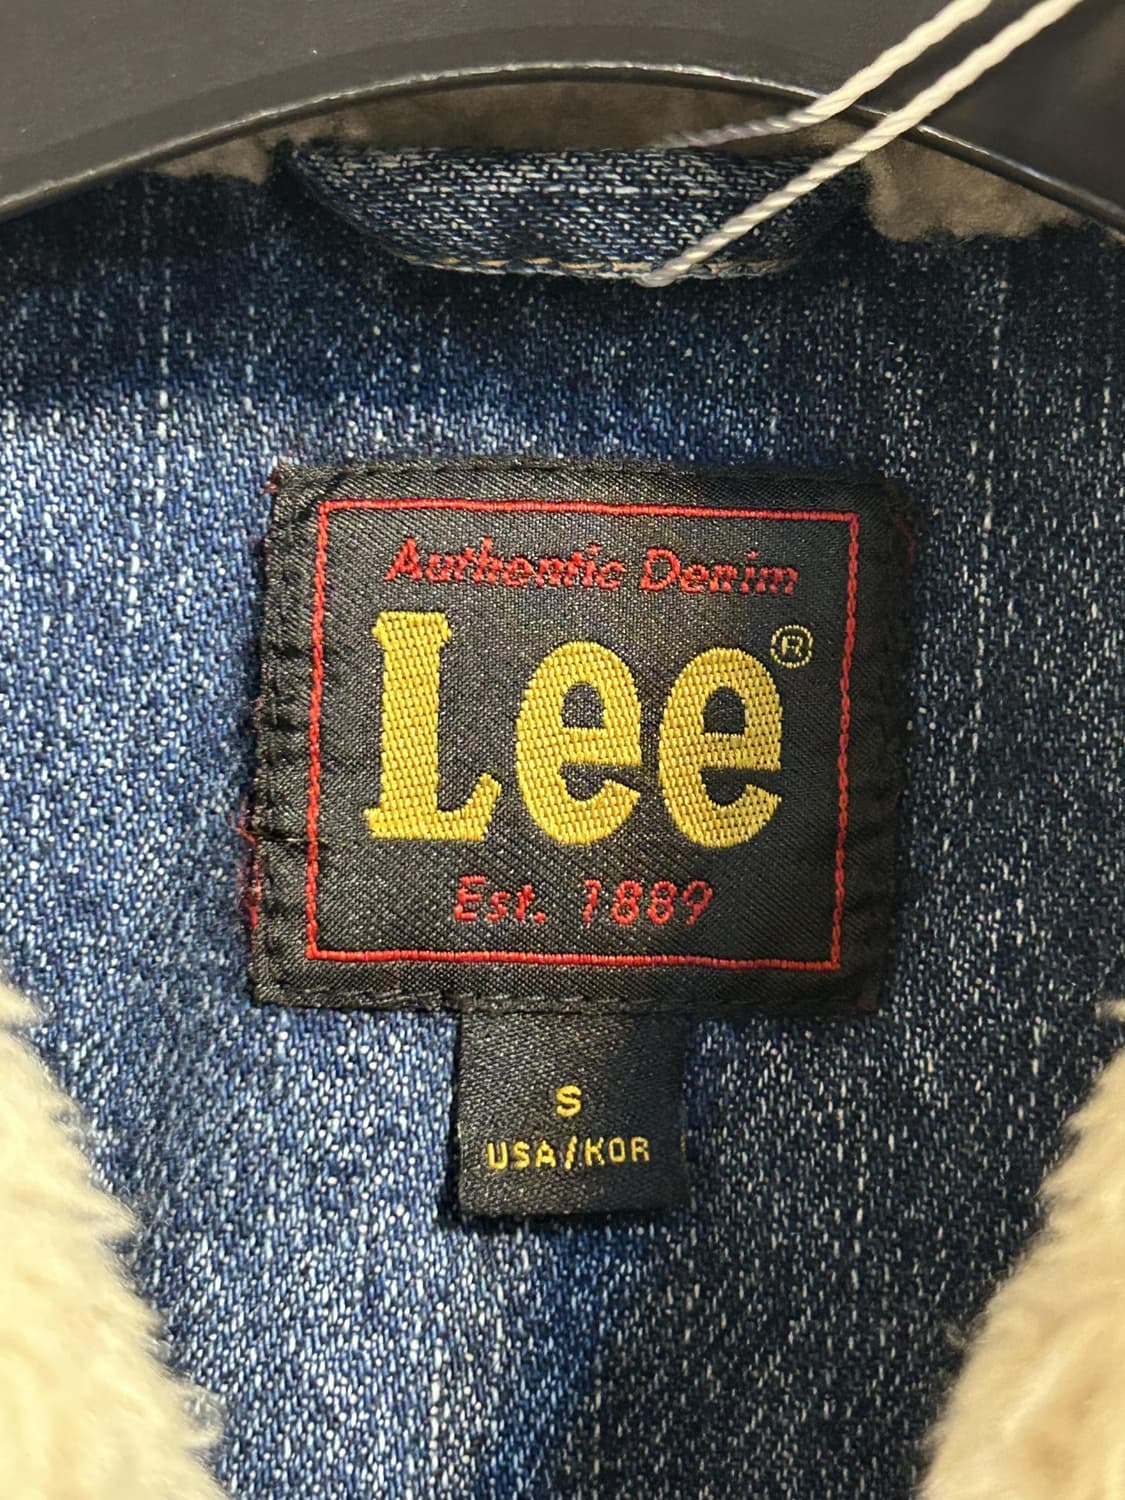 Authentic Denim
Lee®
Est. 1889
S
USA/KOR